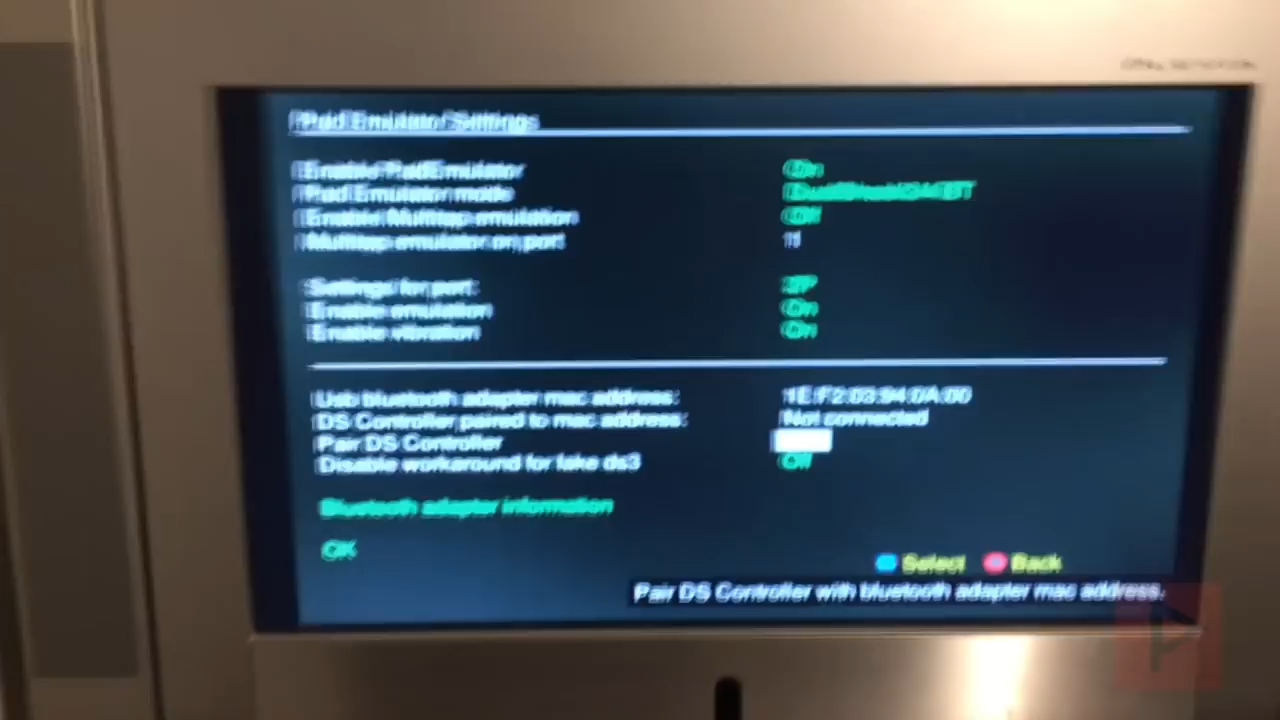 Pad Emulator Settings
Enable Pad Emulator On
Pad Emulator mode DualShock3/4 BT
Enable Multitap emulation Off
Multitap emulator on port 1
Settings for port:
Enable emulation On
Enable vibration On
Usb bluetooth adapter mac address: 1E:F2:03:94:0A:00
DS Controller paired to mac address: Not connected
Pair DS Controller
Disable workaround for fake ds3 Off
Bluetooth adapter information
OK
Select Back
Pair DS Controller with bluetooth adapter mac address.